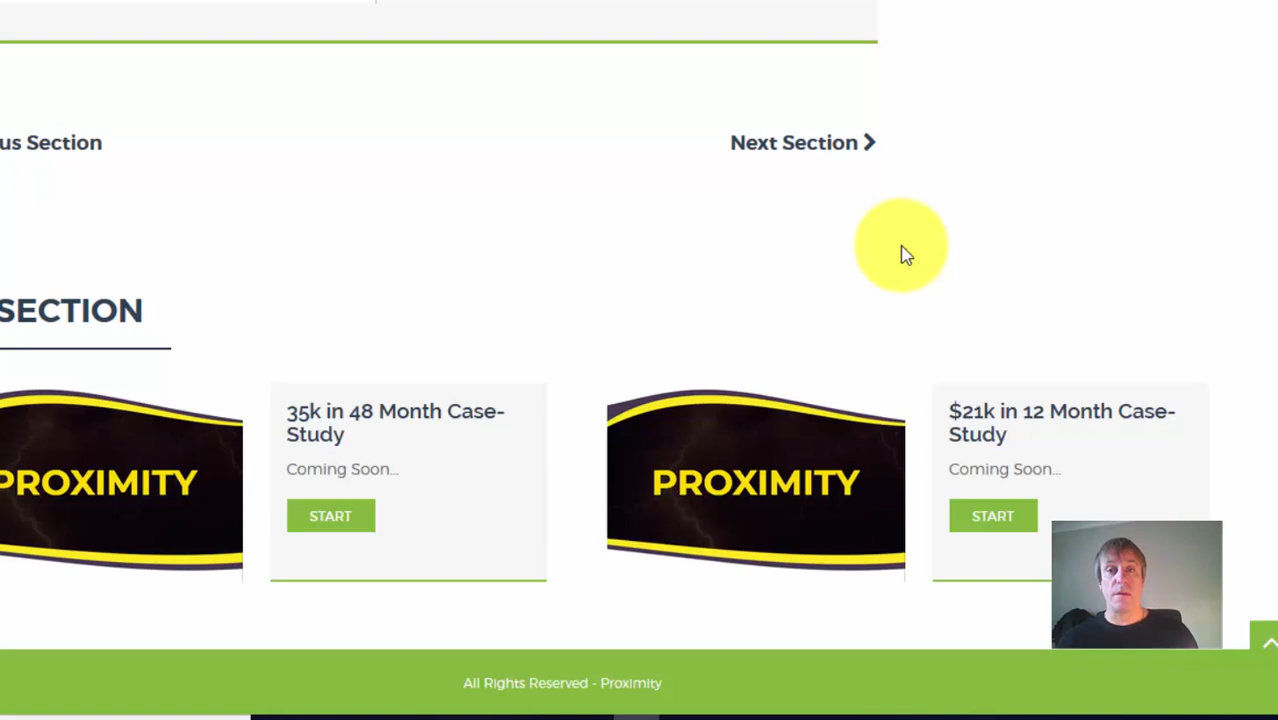 us Section
Next Section
SECTION
PROXIMITY
35k in 48 Month Case-
Study
Coming Soon...
START
PROXIMITY
$21k in 12 Month Case-
Study
Coming Soon...
START
All Rights Reserved - Proximity